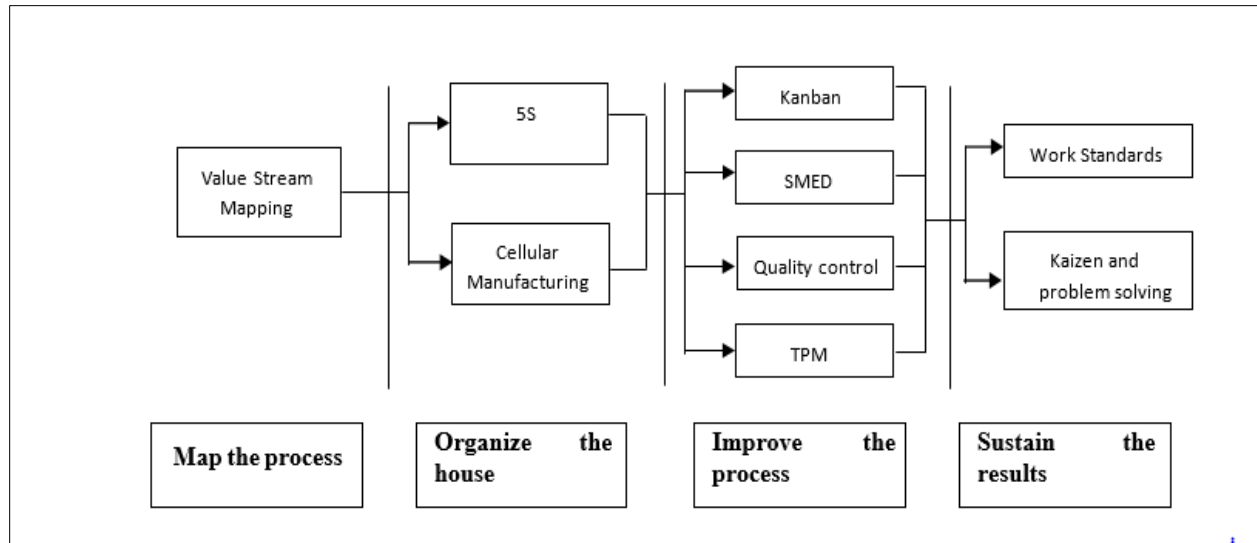 Value Stream
Mapping
5S
Cellular
Manufacturing
Kanban
SMED
Quality control
TPM
Work Standards
Kaizen and
problem solving
Map the process
Organize the
house
Improve the
process
Sustain the
results